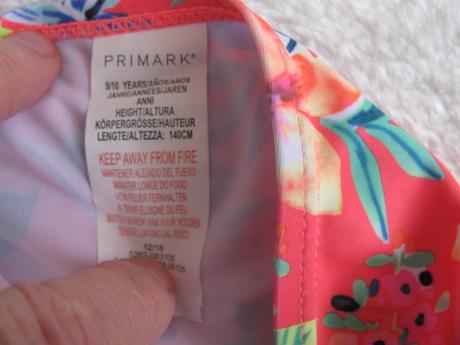 PRIMARK®
9/10 YEARS/AÑOS/ANOS
JAHRE/ANNÉES/JAREN
ANNI
HEIGHT/ALTURA
KÖRPERGRÖSSE/HAUTEUR
LENGTE/ALTEZZA: 140CM
KEEP AWAY FROM FIRE
MANTENER ALEJADO DEL FUEGO
MANTER LONGE DO FOGO
VON FEUER FERNHALTEN
A TENIR ÉLOIGNÉ DU FEU
BUITEN BEREIK VAN VUUR HOUDEN
TENERE LONTANO DAL FUOCO
12/16